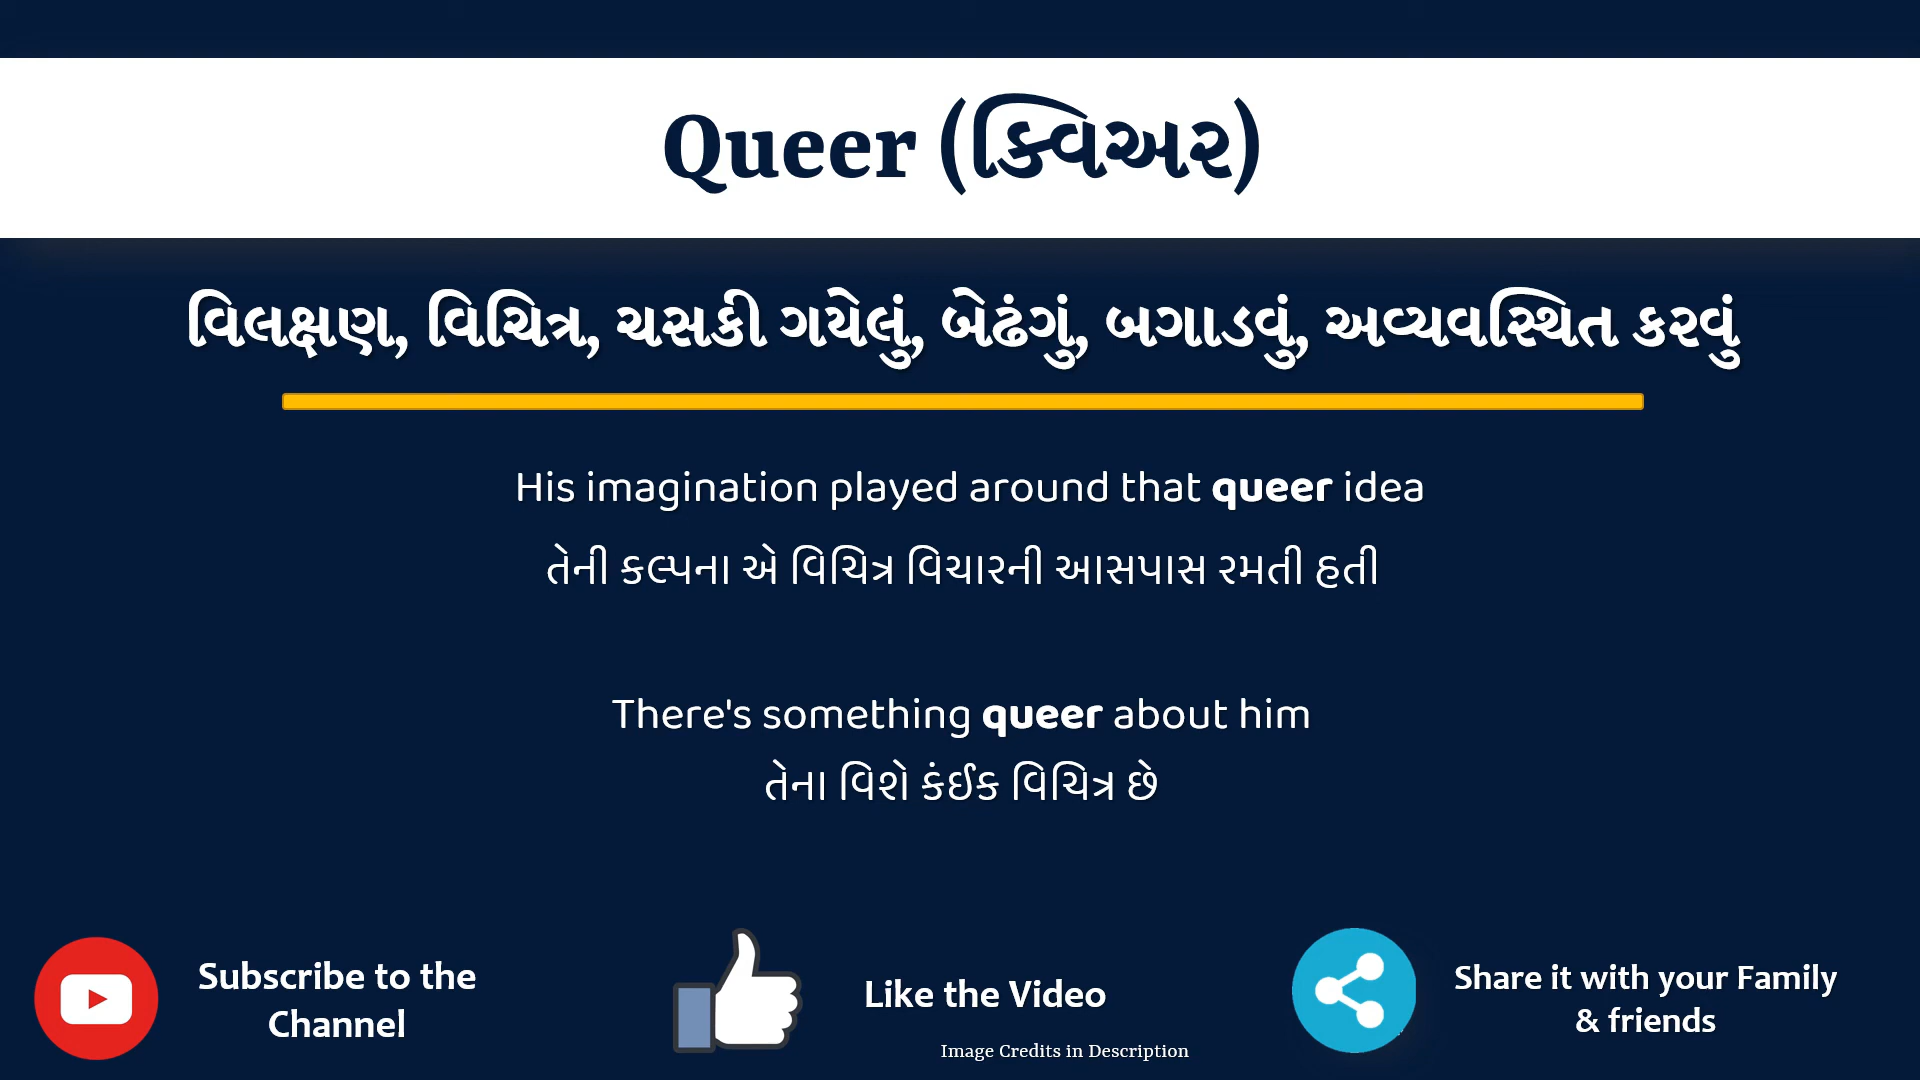 Queer (ક્વિઅર)
વિલક્ષણ, વિચિત્ર, ચસકી ગયેલું, બેઢંગું, બગાડવું, અવ્યવસ્થિત કરવું
His imagination played around that queer idea
તેની કલ્પના એ વિચિત્ર વિચારની આસપાસ રમતી હતી
There's something queer about him
તેના વિશે કંઈક વિચિત્ર છે
Subscribe to the
Channel
Like the Video
Share it with your Family
& friends
Image Credits in Description